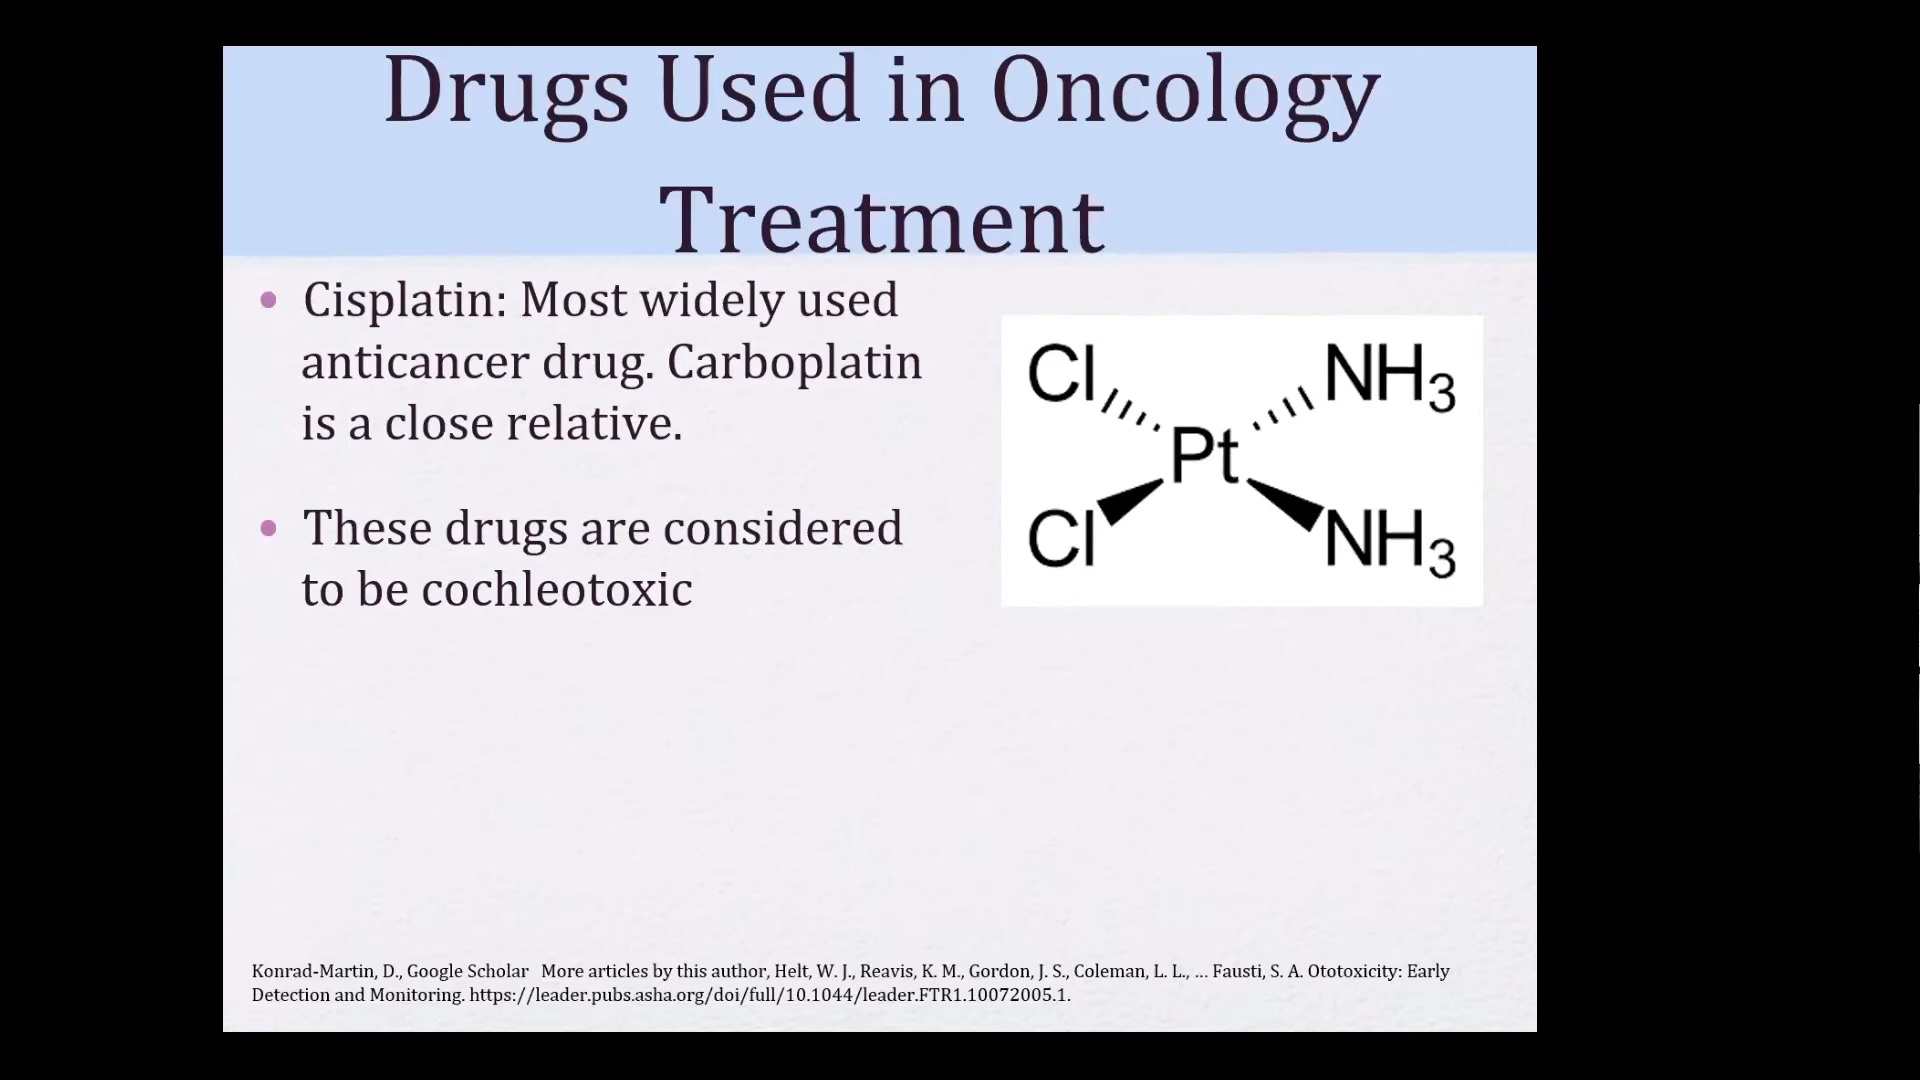 Drugs Used in Oncology
Treatment
• Cisplatin: Most widely used
anticancer drug. Carboplatin
is a close relative.
• These drugs are considered
to be cochleotoxic
Cl NH3
Pt
Cl NH3
Konrad-Martin, D., Google Scholar More articles by this author, Helt, W. J., Reavis, K. M., Gordon, J. S., Coleman, L. L., ... Fausti, S. A. Ototoxicity: Early
Detection and Monitoring. https://leader.pubs.asha.org/doi/full/10.1044/leader.FTR1.10072005.1.